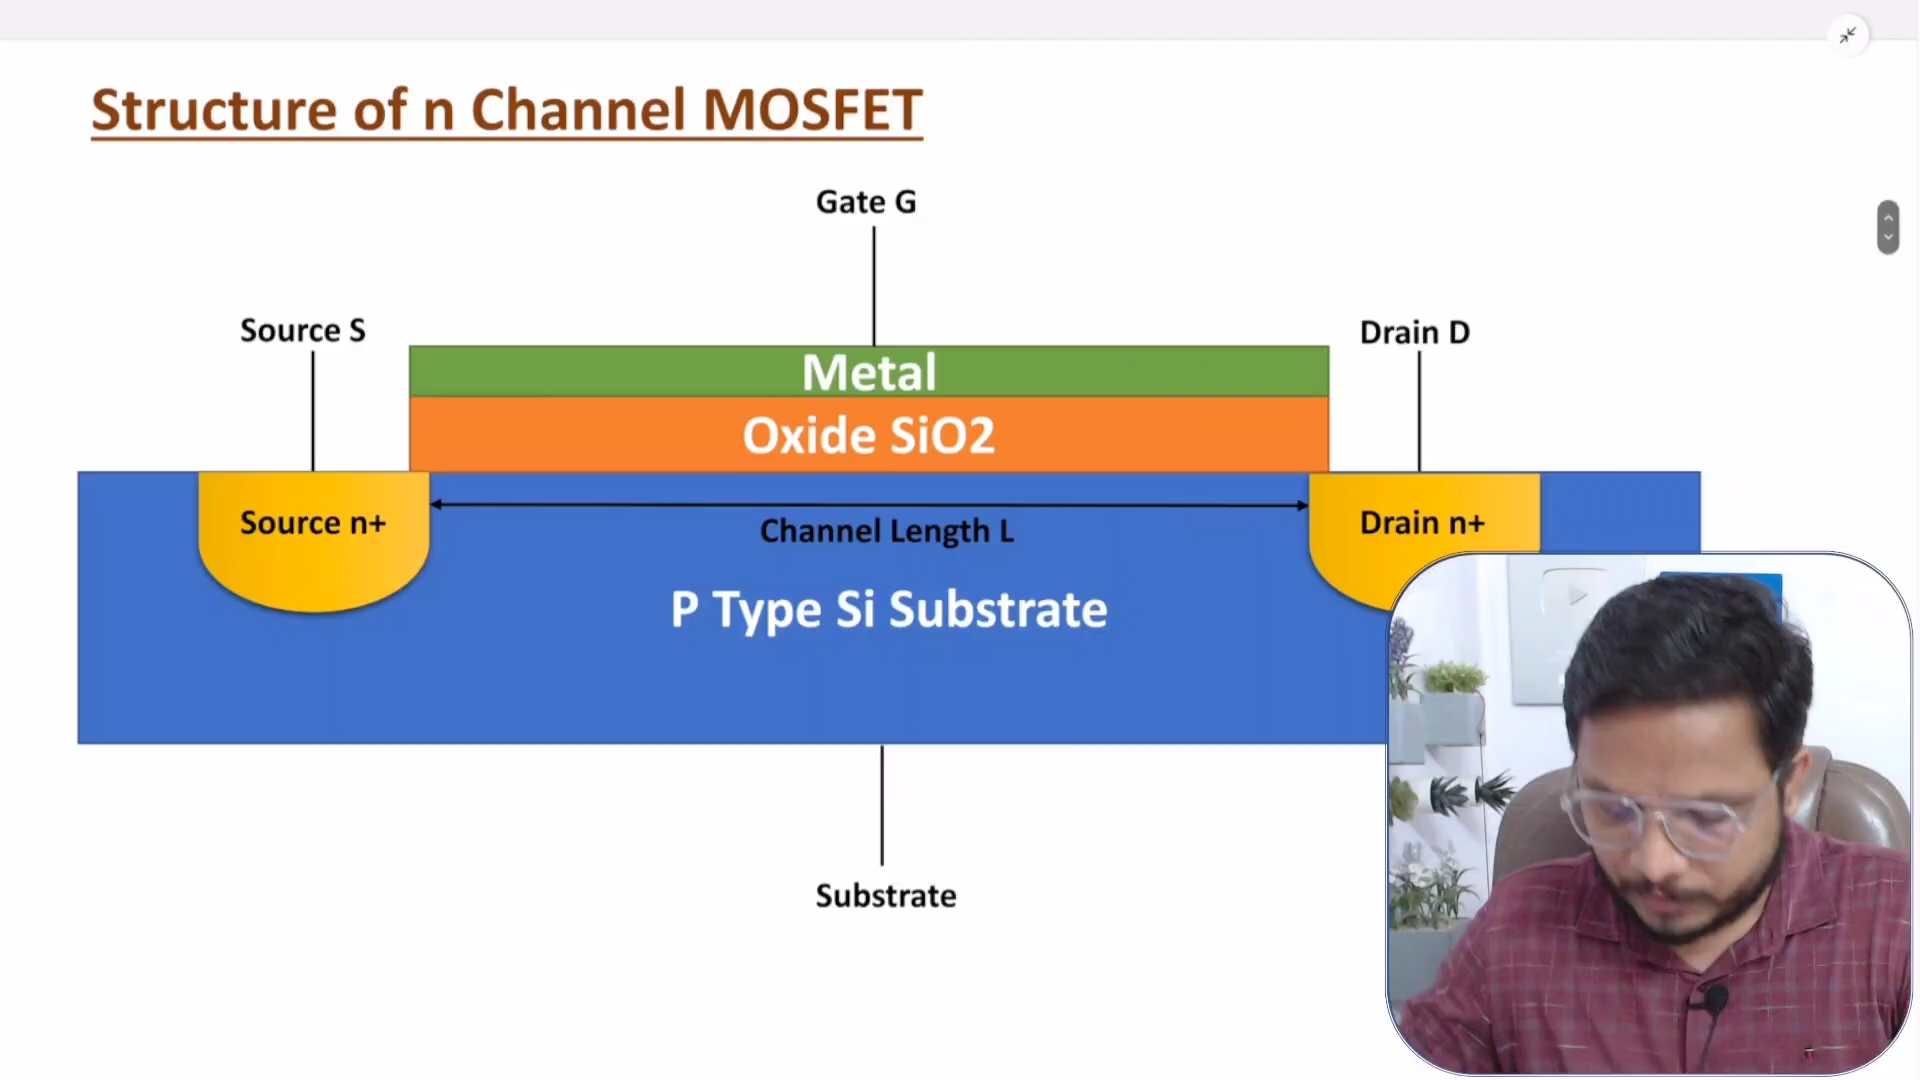 Structure of n Channel MOSFET
Gate G
Source S
Drain D
Metal
Oxide SiO2
Source n+
Drain n+
Channel Length L
P Type Si Substrate
Substrate